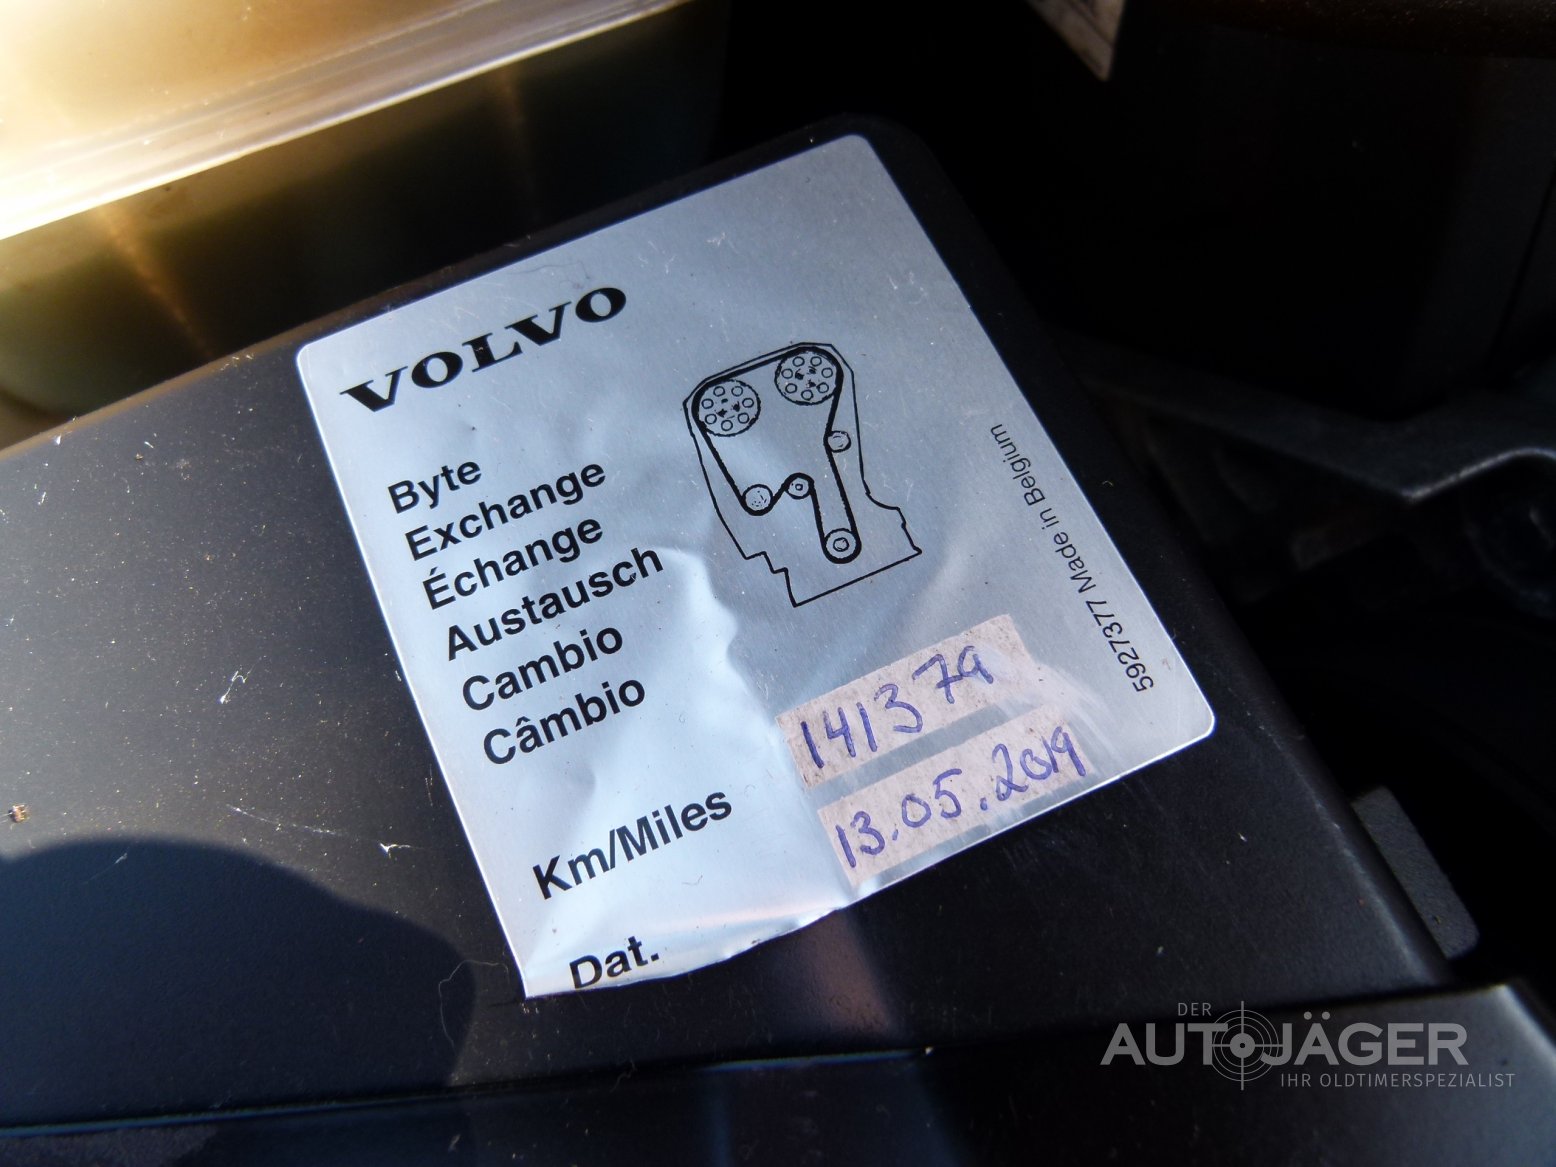 VOLVO
Byte
Exchange
Échange
Austausch
Cambio
Câmbio
Km/Miles
141379
Dat.
13.05.2019
5927377 Made in Belgium
DER
AUTOJÄGER
IHR OLDTIMERSPEZIALIST